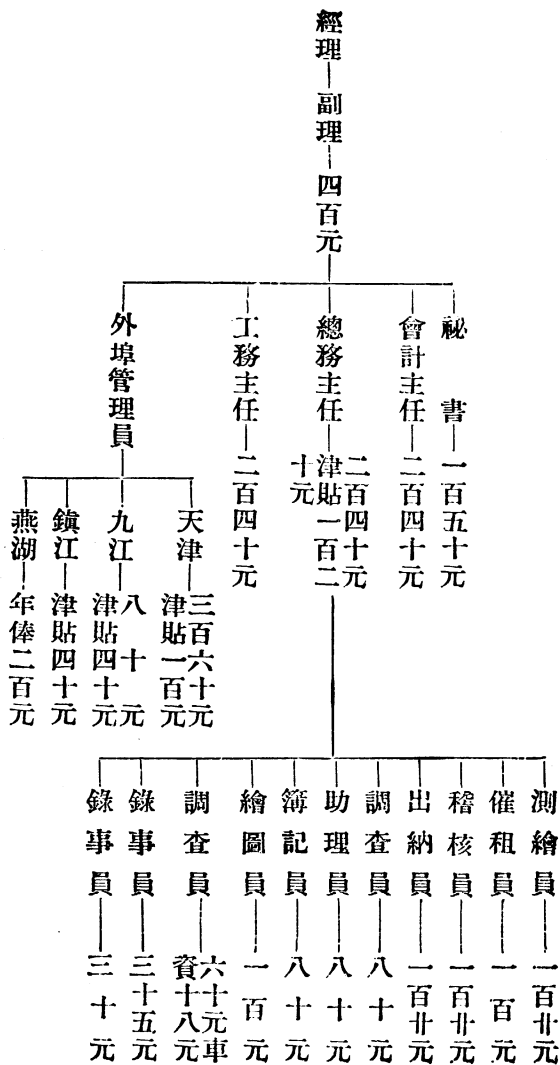 經理
副理
四百元
祕書
一百五十元
會計主任
二百四十元
總務主任
二百四十元
津貼一百二
十元
工務主任
二百四十元
外埠管理員
天津
三百六十元
津貼一百元
九江
八十元
津貼四十元
鎭江
津貼四十元
蕪湖
年俸二百元
測繪員
一百廿元
催租員
一百元
稽核員
一百廿元
出納員
一百廿元
調查員
八十元
助理員
八十元
簿記員
八十元
繪圖員
一百元
調查員
六十元車
資十八元
錄事員
三十五元
錄事員
三十元